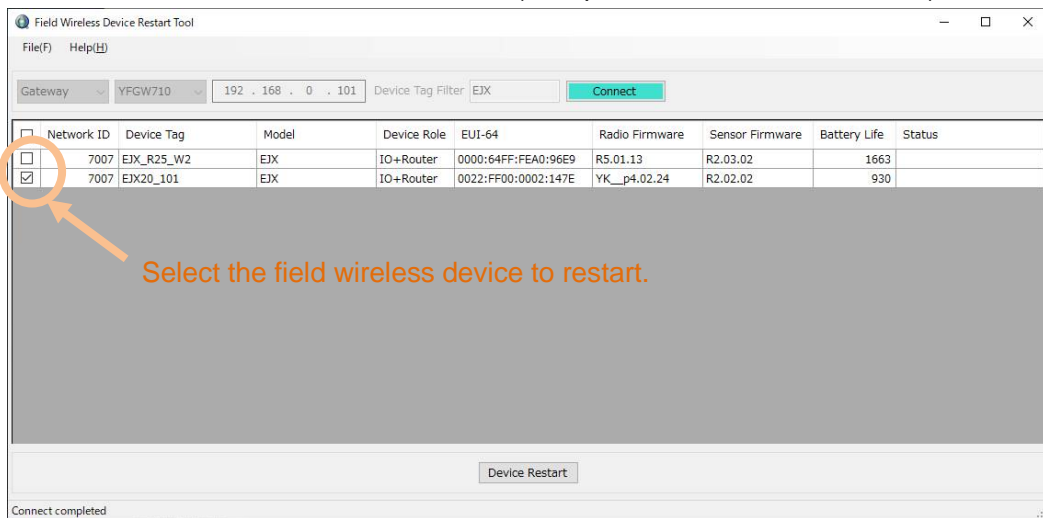 Field Wireless Device Restart Tool
File(F) Help(H)
Gateway YFGW710 192 . 168 . 0 . 101 Device Tag Filter EJX Connect
Network ID Device Tag Model Device Role EUI-64 Radio Firmware Sensor Firmware Battery Life Status
7007 EJX_R25_W2 EJX IO+Router 0000:64FF:FEA0:96E9 R5.01.13 R2.03.02 1663
7007 EJX20_101 EJX IO+Router 0022:FF00:0002:147E YK__p4.02.24 R2.02.02 930
Select the field wireless device to restart.
Device Restart
Connect completed